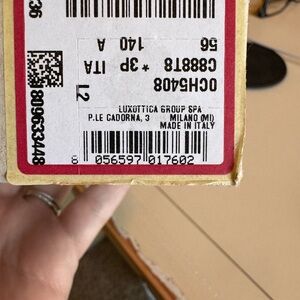 56 140 A
C888T8 * 3P ITA
0CH5408
L2
LUXOTTICA GROUP SPA
P.LE CADORNA, 3 MILANO (MI)
MADE IN ITALY
8 056597 017602